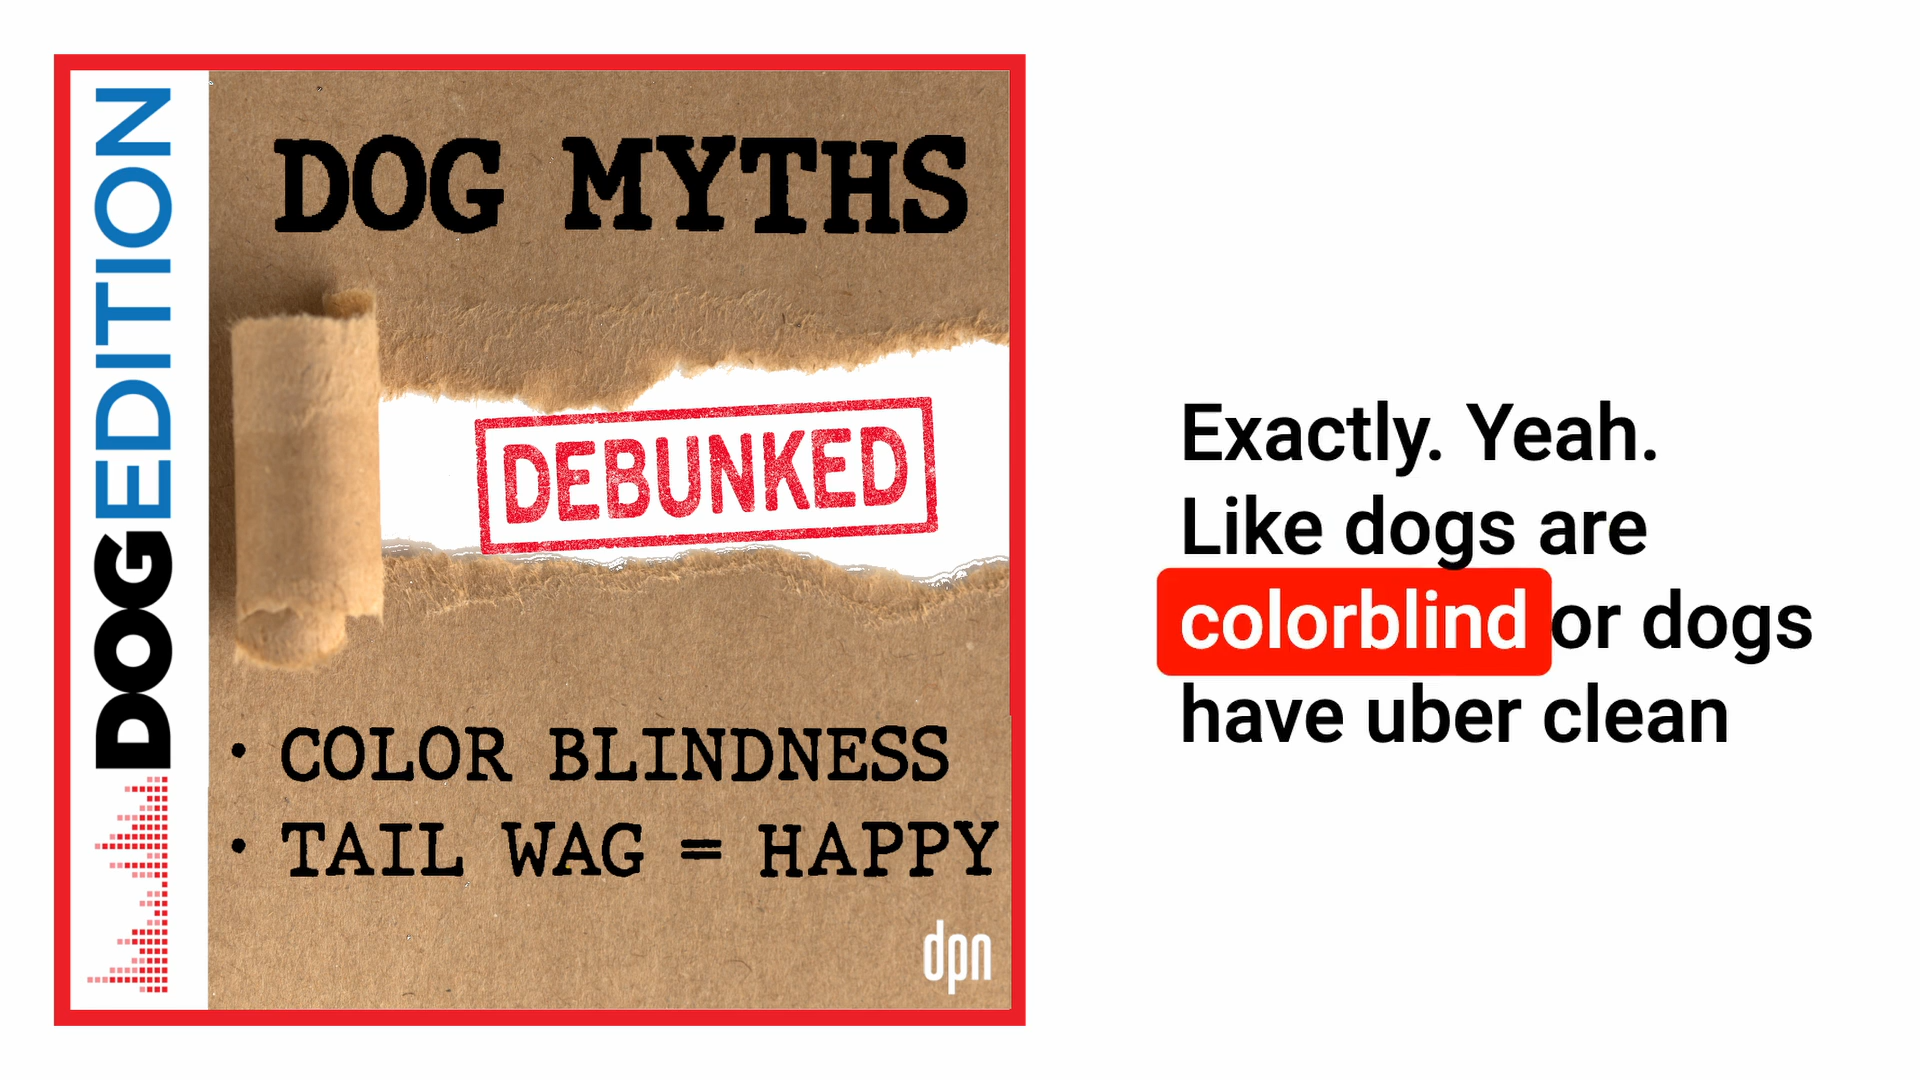 DOGEDITION
DOG MYTHS
DEBUNKED
• COLOR BLINDNESS
• TAIL WAG = HAPPY
dpn
Exactly. Yeah.
Like dogs are
colorblind or dogs
have uber clean